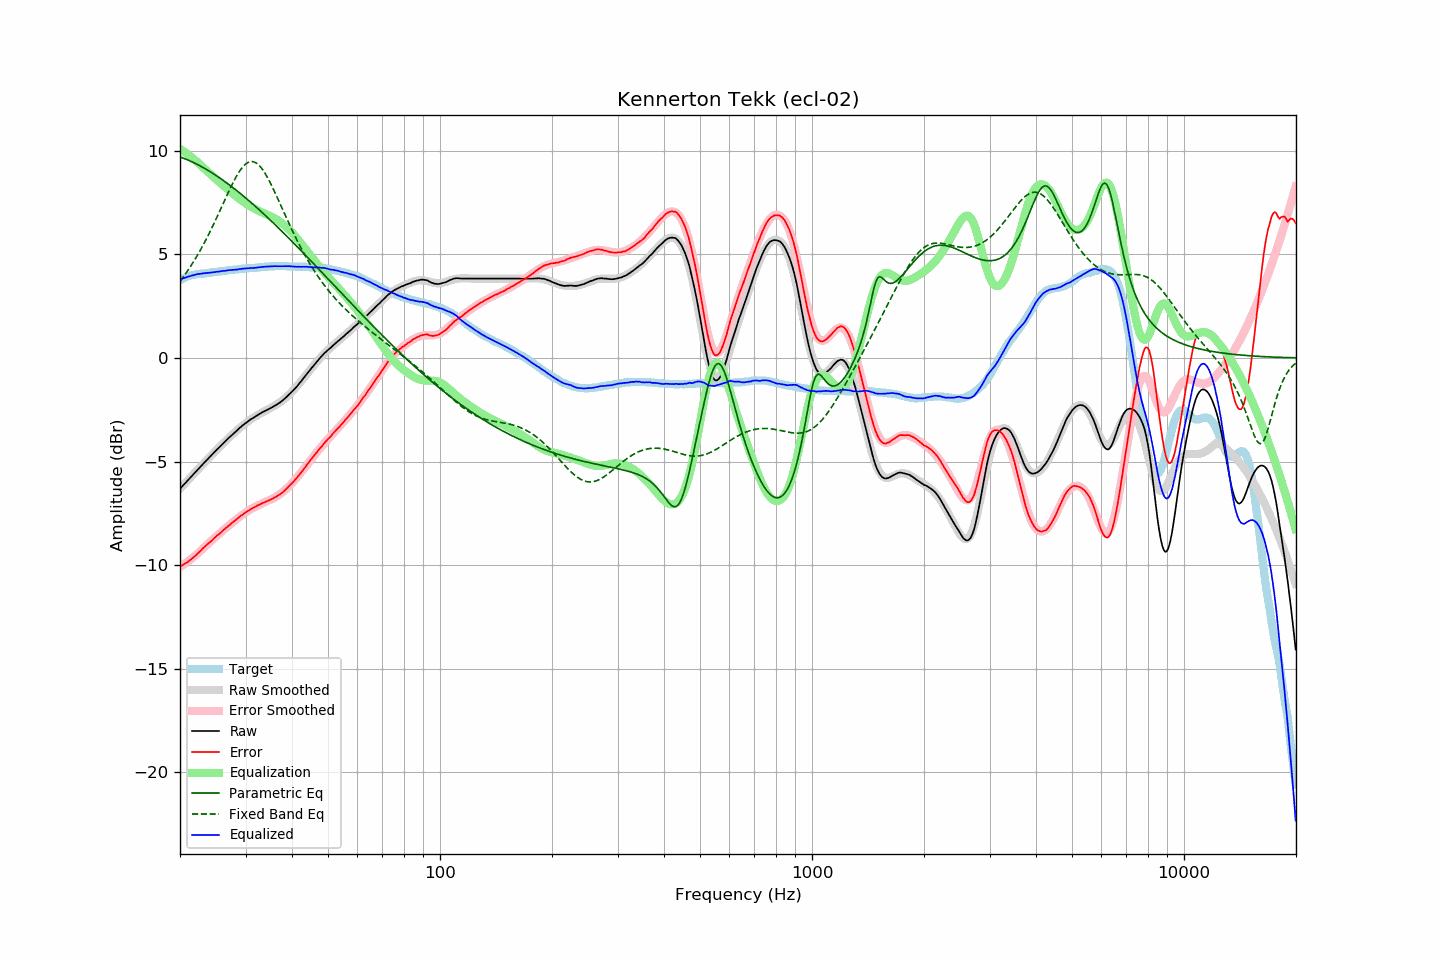 Kennerton Tekk (ecl-02)
Amplitude (dBr)
10
5
0
−5
−10
−15
−20
Target
Raw Smoothed
Error Smoothed
Raw
Error
Equalization
Parametric Eq
Fixed Band Eq
Equalized
100
1000
10000
Frequency (Hz)